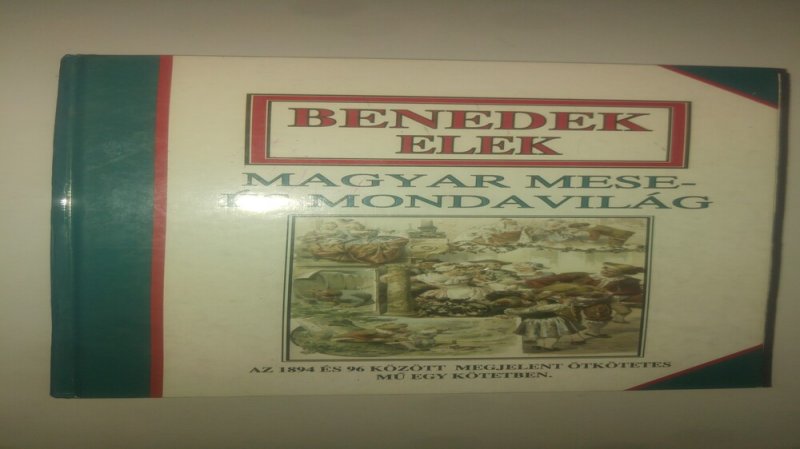 BENEDEK
ELEK
MAGYAR MESE-
ÉS MONDAVILÁG
AZ 1894 ÉS 96 KÖZÖTT MEGJELENT ÖTKÖTETES
MŰ EGY KÖTETBEN.